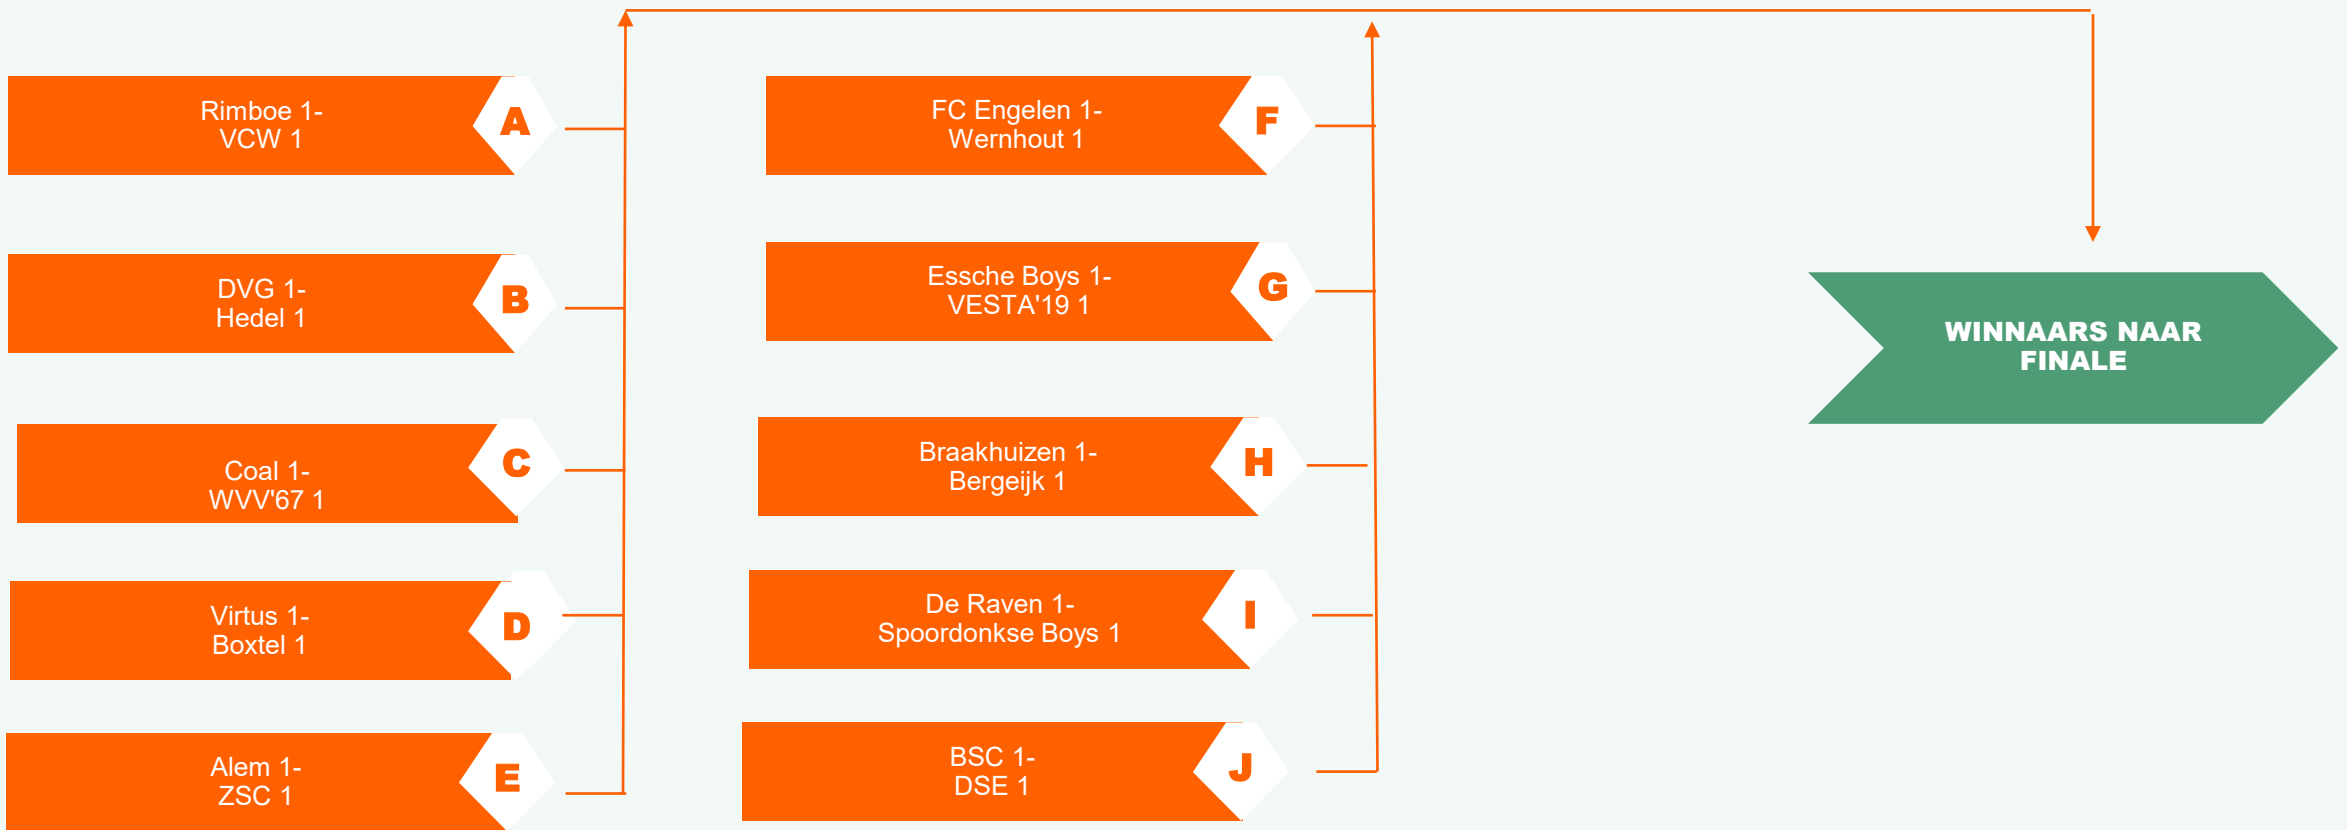 Rimboe 1-
VCW 1
A
DVG 1-
Hedel 1
B
Coal 1-
WVV'67 1
C
Virtus 1-
Boxtel 1
D
Alem 1-
ZSC 1
E
FC Engelen 1-
Wernhout 1
F
Essche Boys 1-
VESTA'19 1
G
Braakhuizen 1-
Bergeijk 1
H
De Raven 1-
Spoordonkse Boys 1
I
BSC 1-
DSE 1
J
WINNAARS NAAR
FINALE